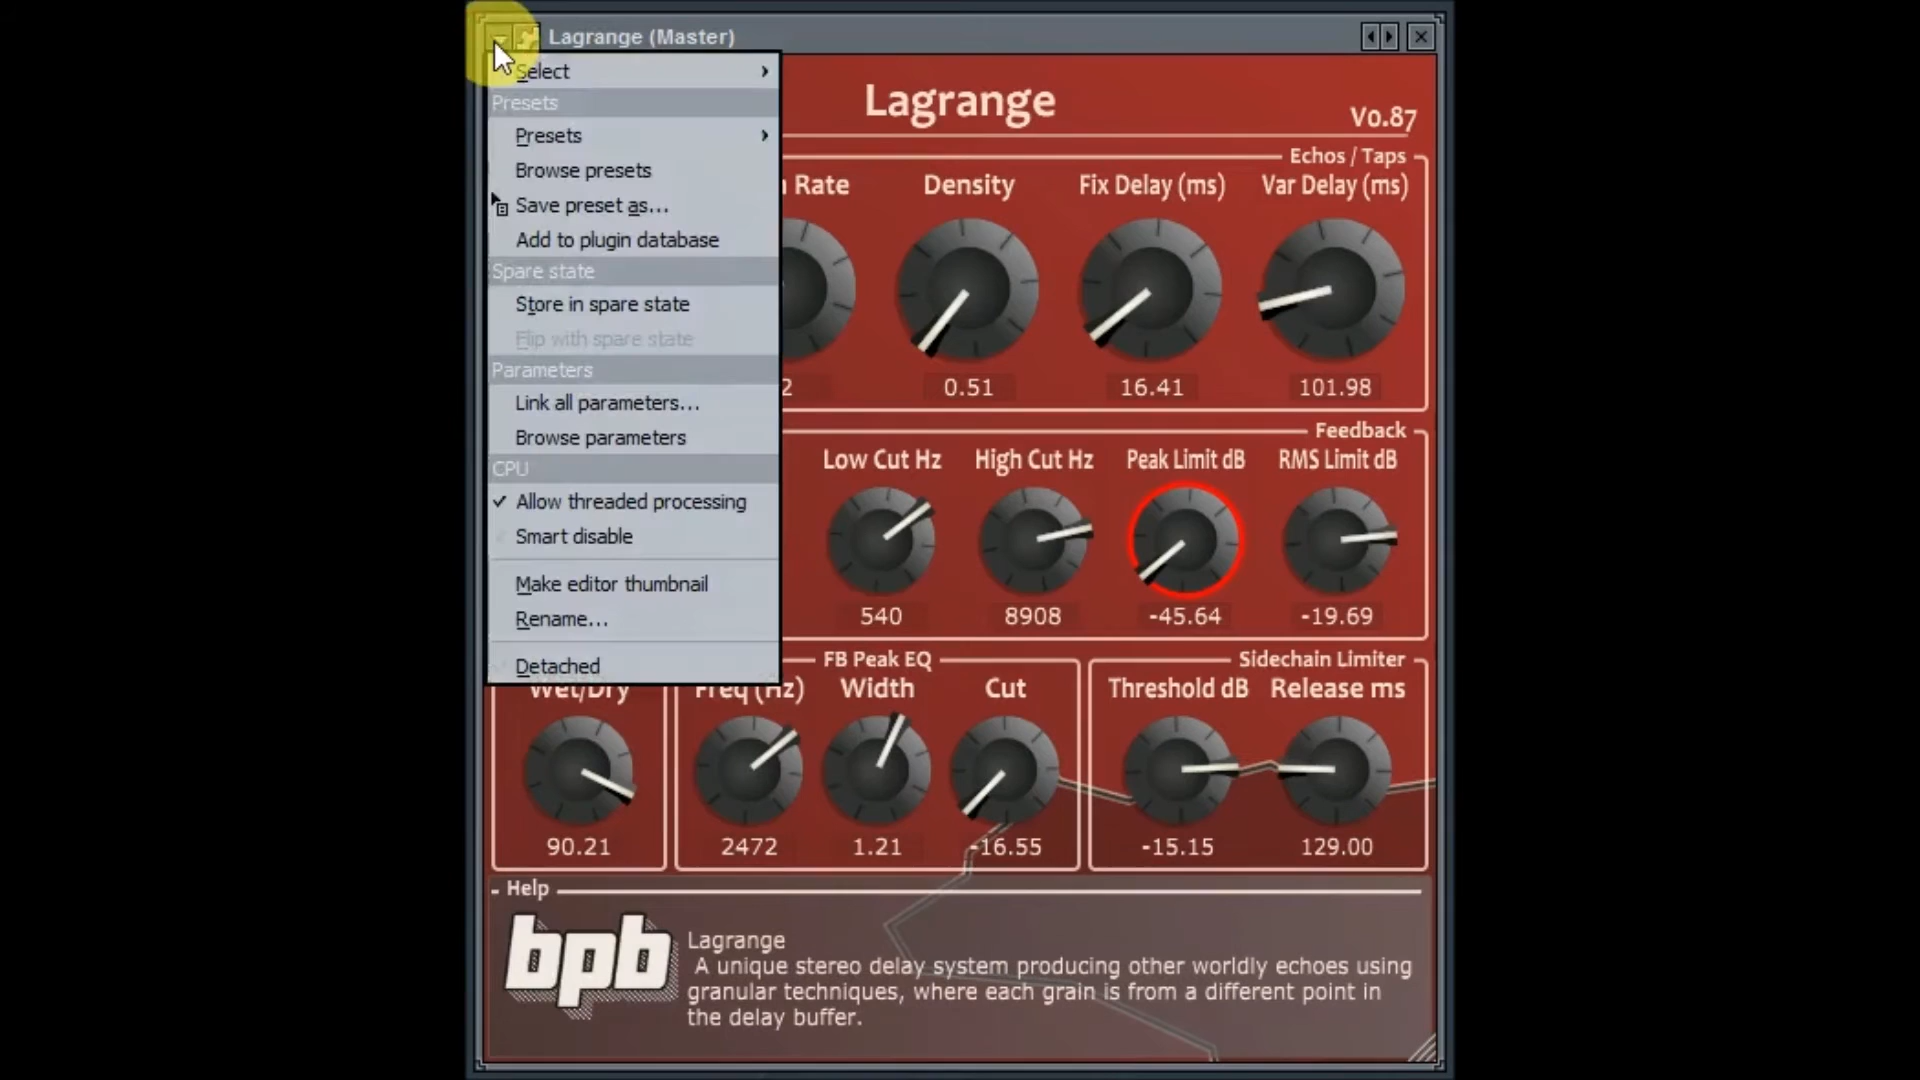 Lagrange (Master)
Select
Presets
Presets
Browse presets
Save preset as...
Add to plugin database
Spare state
Store in spare state
Flip with spare state
Parameters
Link all parameters...
Browse parameters
CPU
Allow threaded processing
Smart disable
Make editor thumbnail
Rename...
Detached
Lagrange
V0.87
Echos / Taps
Rate Density Fix Delay (ms) Var Delay (ms)
2 0.51 16.41 101.98
Feedback
Low Cut Hz High Cut Hz Peak Limit dB RMS Limit dB
540 8908 -45.64 -19.69
FB Peak EQ Sidechain Limiter
Wet/Dry Freq (Hz) Width Cut Threshold dB Release ms
90.21 2472 1.21 -16.55 -15.15 129.00
Help
bpb
Lagrange
A unique stereo delay system producing other worldly echoes using
granular techniques, where each grain is from a different point in
the delay buffer.